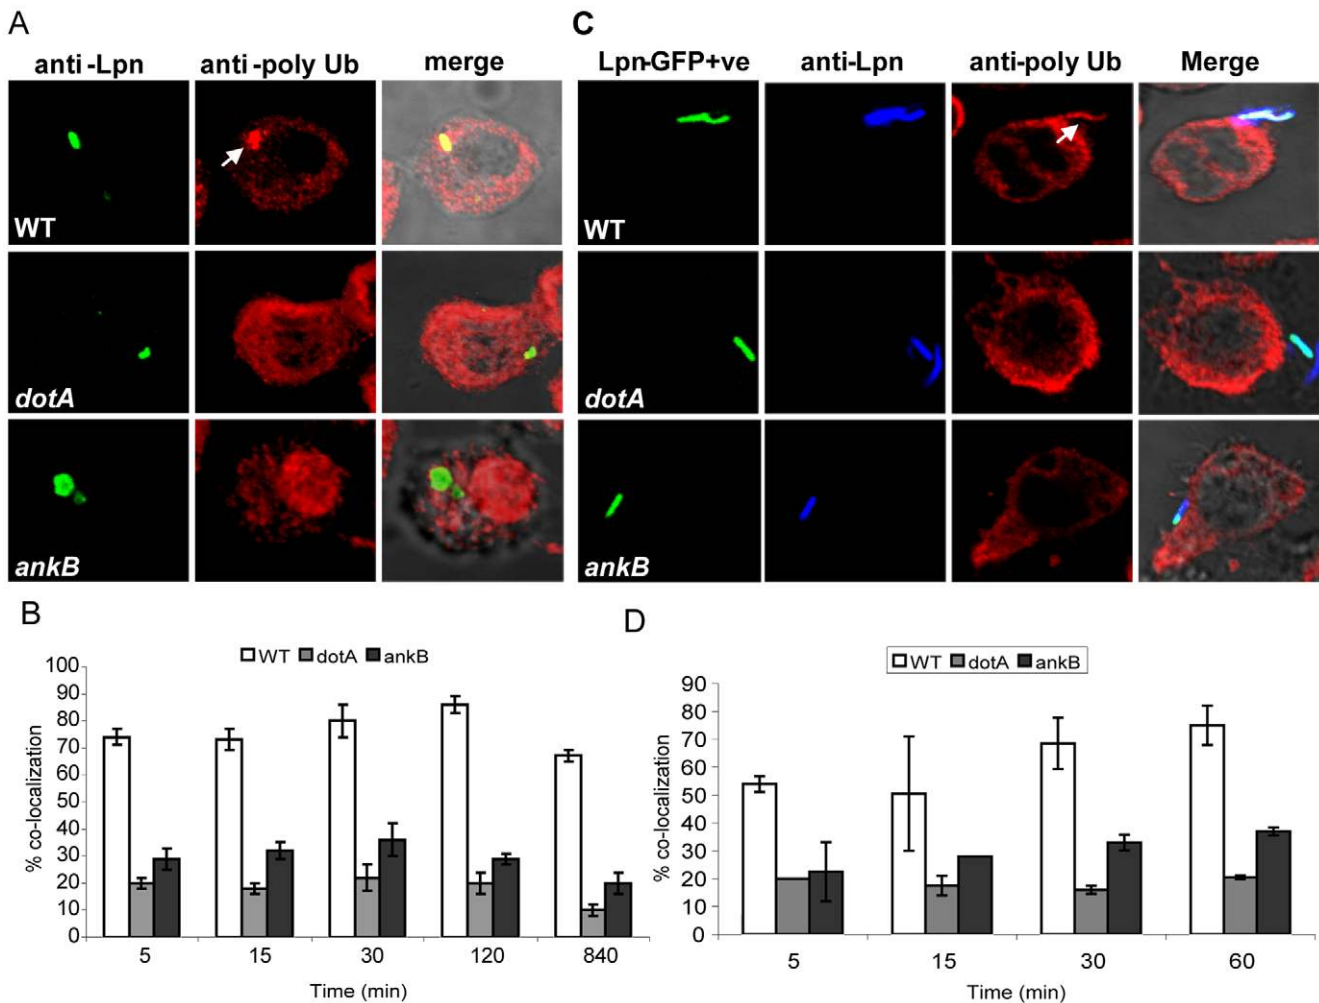 A
anti-Lpn anti-poly Ub merge
WT
dotA
ankB
C
Lpn-GFP+ve anti-Lpn anti-poly Ub Merge
WT
dotA
ankB
B
WT dotA ankB
% co-localization
100
90
80
70
60
50
40
30
20
10
0
5 15 30 120 840
Time (min)
D
WT dotA ankB
% co-localization
90
80
70
60
50
40
30
20
10
0
5 15 30 60
Time (min)